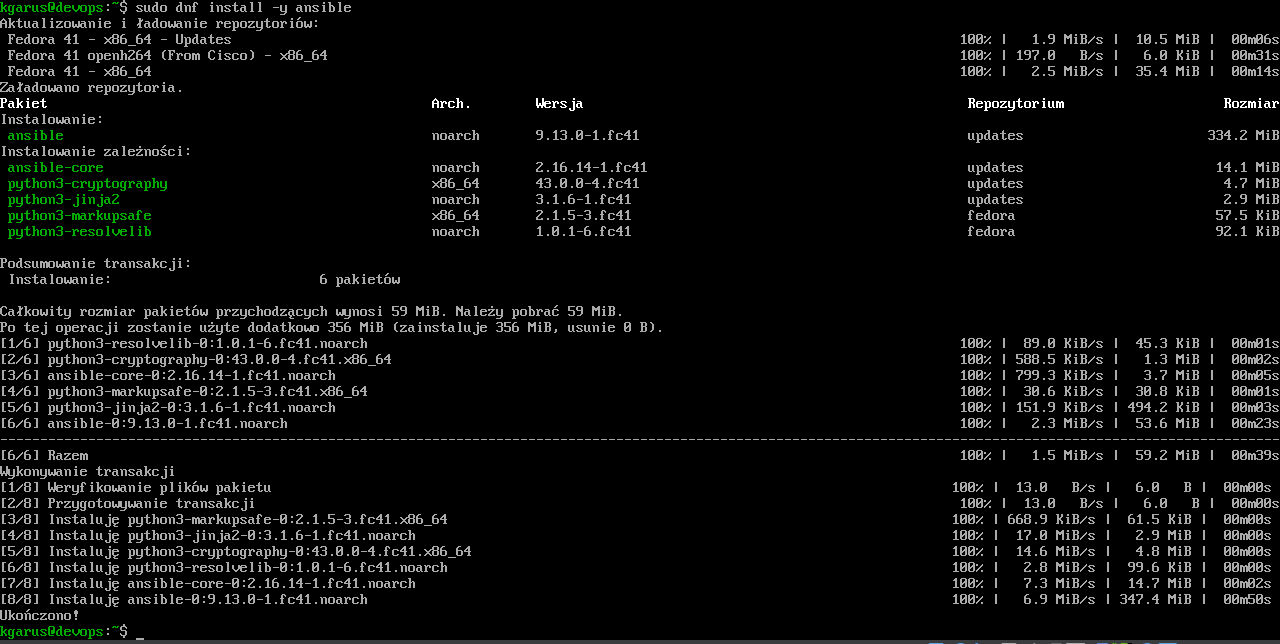 kgarus@devops:~$ sudo dnf install -y ansible
Aktualizowanie i ładowanie repozytoriów:
 Fedora 41 - x86_64 - Updates 100% | 1.9 MiB/s | 10.5 MiB | 00m06s
 Fedora 41 openh264 (From Cisco) - x86_64 100% | 197.0 B/s | 6.0 KiB | 00m31s
 Fedora 41 - x86_64 100% | 2.5 MiB/s | 35.4 MiB | 00m14s
Załadowano repozytoria.
Pakiet Arch. Wersja Repozytorium Rozmiar
Instalowanie:
 ansible noarch 9.13.0-1.fc41 updates 334.2 MiB
Instalowanie zależności:
 ansible-core noarch 2.16.14-1.fc41 updates 14.1 MiB
 python3-cryptography x86_64 43.0.0-4.fc41 updates 4.7 MiB
 python3-jinja2 noarch 3.1.6-1.fc41 updates 2.9 MiB
 python3-markupsafe x86_64 2.1.5-3.fc41 fedora 57.5 KiB
 python3-resolvelib noarch 1.0.1-6.fc41 fedora 92.1 KiB
Podsumowanie transakcji:
 Instalowanie: 6 pakietów
Całkowity rozmiar pakietów przychodzących wynosi 59 MiB. Należy pobrać 59 MiB.
Po tej operacji zostanie użyte dodatkowo 356 MiB (zainstaluje 356 MiB, usunie 0 B).
[1/6] python3-resolvelib-0:1.0.1-6.fc41.noarch 100% | 89.0 KiB/s | 45.3 KiB | 00m01s
[2/6] python3-cryptography-0:43.0.0-4.fc41.x86_64 100% | 588.5 KiB/s | 1.3 MiB | 00m02s
[3/6] ansible-core-0:2.16.14-1.fc41.noarch 100% | 799.3 KiB/s | 3.7 MiB | 00m05s
[4/6] python3-markupsafe-0:2.1.5-3.fc41.x86_64 100% | 30.6 KiB/s | 30.8 KiB | 00m01s
[5/6] python3-jinja2-0:3.1.6-1.fc41.noarch 100% | 151.9 KiB/s | 494.2 KiB | 00m03s
[6/6] ansible-0:9.13.0-1.fc41.noarch 100% | 2.3 MiB/s | 53.6 MiB | 00m23s
--------------------------------------------------------------------------------
[6/6] Razem 100% | 1.5 MiB/s | 59.2 MiB | 00m39s
Wykonywanie transakcji
[1/8] Weryfikowanie plików pakietu 100% | 13.0 B/s | 6.0 B | 00m00s
[2/8] Przygotowywanie transakcji 100% | 13.0 B/s | 6.0 B | 00m00s
[3/8] Instaluję python3-markupsafe-0:2.1.5-3.fc41.x86_64 100% | 668.9 KiB/s | 61.5 KiB | 00m00s
[4/8] Instaluję python3-jinja2-0:3.1.6-1.fc41.noarch 100% | 17.0 MiB/s | 2.9 MiB | 00m00s
[5/8] Instaluję python3-cryptography-0:43.0.0-4.fc41.x86_64 100% | 14.6 MiB/s | 4.8 MiB | 00m00s
[6/8] Instaluję python3-resolvelib-0:1.0.1-6.fc41.noarch 100% | 2.8 MiB/s | 99.6 KiB | 00m00s
[7/8] Instaluję ansible-core-0:2.16.14-1.fc41.noarch 100% | 7.3 MiB/s | 14.7 MiB | 00m02s
[8/8] Instaluję ansible-0:9.13.0-1.fc41.noarch 100% | 6.9 MiB/s | 347.4 MiB | 00m50s
Ukończono!
kgarus@devops:~$ _